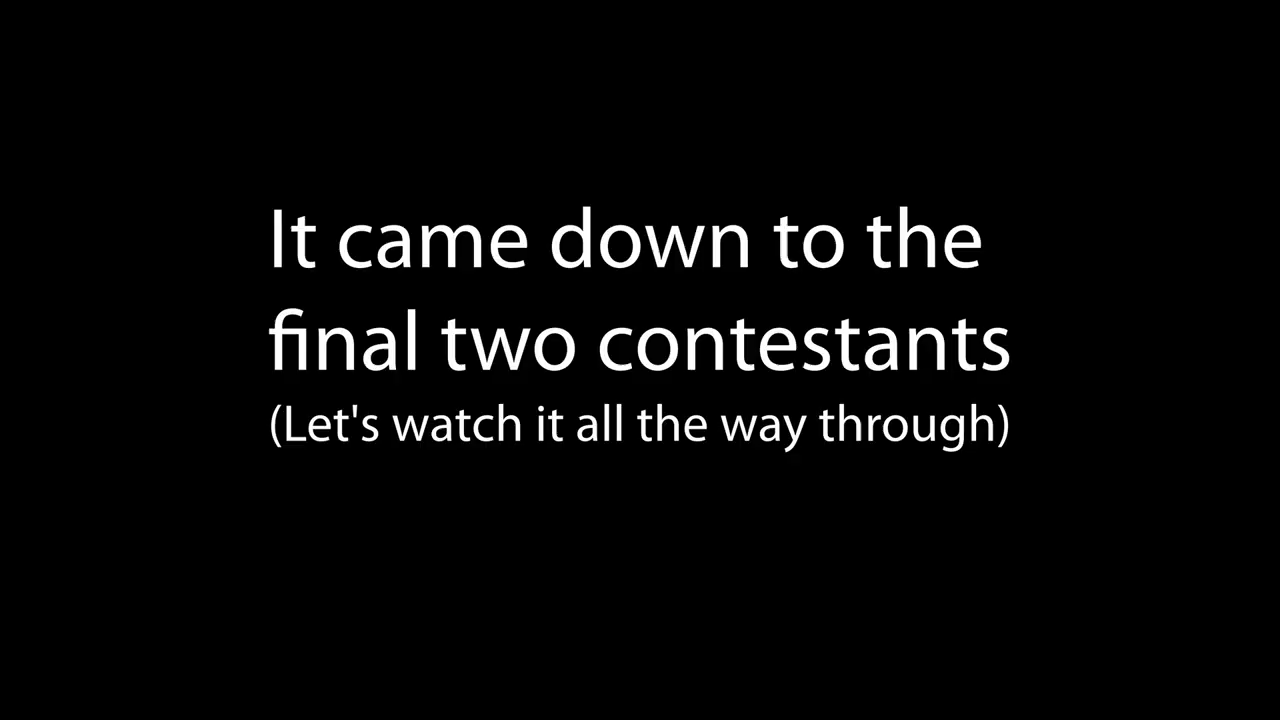 It came down to the
final two contestants
(Let's watch it all the way through)